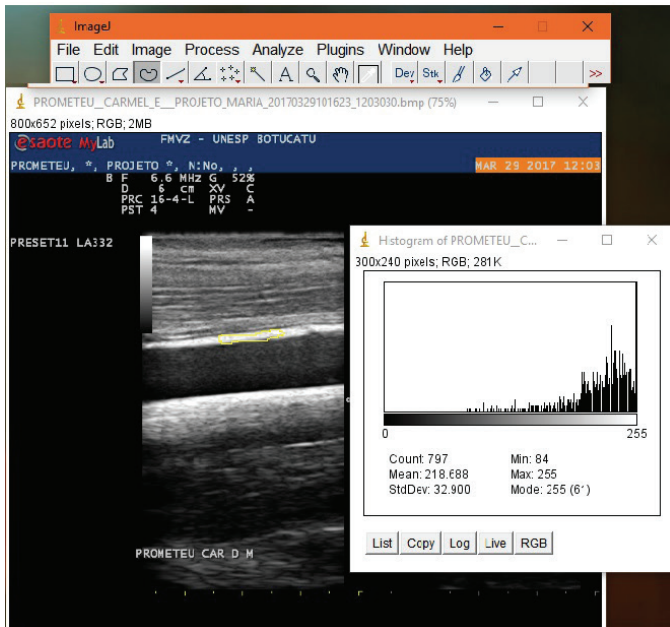 ImageJ
File Edit Image Process Analyze Plugins Window Help
A Dev Stk >>
PROMETEU__CARMEL_E__PROJETO_MARIA_20170329101623_1203030.bmp (75%)
800x652 pixels; RGB; 2MB
esaote MyLab FMVZ - UNESP BOTUCATU
PROMETEU, *, PROJETO *, N:No, , , MAR 29 2017 12:03
B F 6.6 MHz G 52%
D 6 cm XV C
PRC 16-4-L PRS A
PST 4 MV -
PRESET11 LA332
PROMETEU CAR D M
Histogram of PROMETEU__C...
300x240 pixels; RGB; 281K
0 255
Count: 797 Min: 84
Mean: 218.688 Max: 255
StdDev: 32.900 Mode: 255 (61)
List Copy Log Live RGB